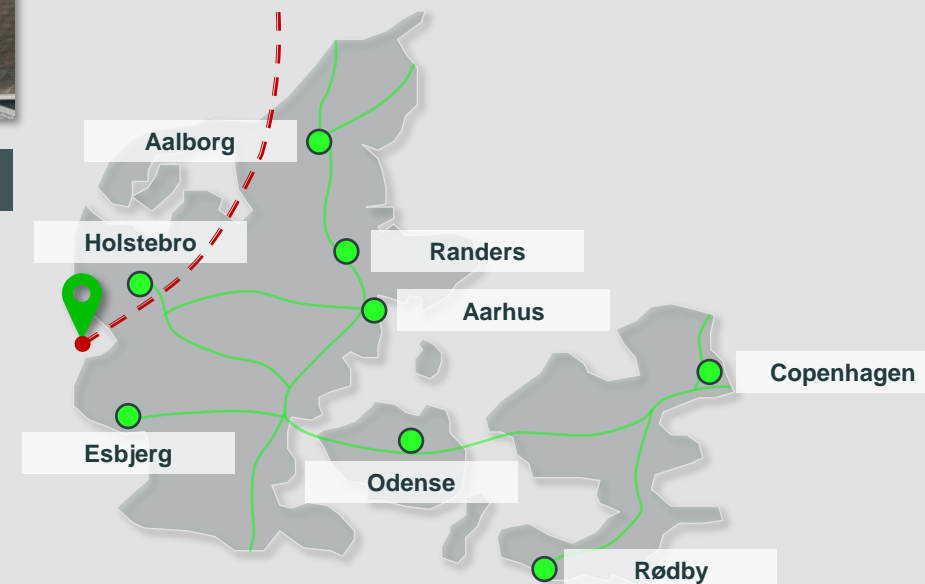 Aalborg
Holstebro
Randers
Aarhus
Copenhagen
Esbjerg
Odense
Rødby